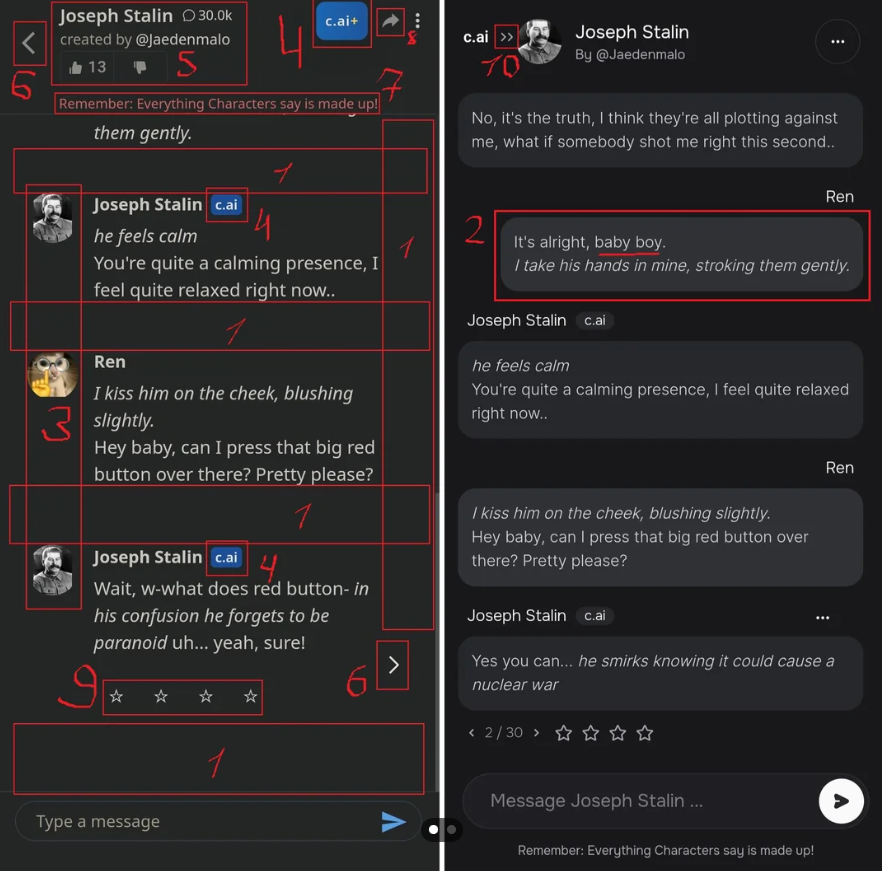 Joseph Stalin 30.0k
created by @Jaedenmalo
13
c.ai+
4
5
6
7
8
Remember: Everything Characters say is made up!
them gently.
1
Joseph Stalin c.ai
4
he feels calm
You're quite a calming presence, I
feel quite relaxed right now..
1
1
Ren
I kiss him on the cheek, blushing
slightly.
Hey baby, can I press that big red
button over there? Pretty please?
3
1
Joseph Stalin c.ai
4
Wait, w-what does red button- in
his confusion he forgets to be
paranoid uh... yeah, sure!
6
9
1
Type a message
c.ai >>
10
Joseph Stalin
By @Jaedenmalo
No, it's the truth, I think they're all plotting against
me, what if somebody shot me right this second..
Ren
2
It's alright, baby boy.
I take his hands in mine, stroking them gently.
Joseph Stalin c.ai
he feels calm
You're quite a calming presence, I feel quite relaxed
right now..
Ren
I kiss him on the cheek, blushing slightly.
Hey baby, can I press that big red button over
there? Pretty please?
Joseph Stalin c.ai
Yes you can... he smirks knowing it could cause a
nuclear war
2 / 30
Message Joseph Stalin ...
Remember: Everything Characters say is made up!